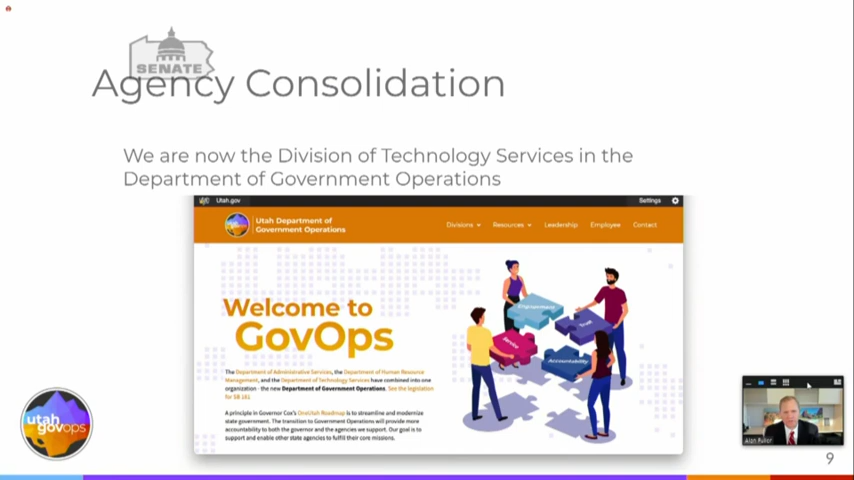 SENATE
Agency Consolidation
We are now the Division of Technology Services in the
Department of Government Operations
Utah.gov
Settings
Utah Department of
Government Operations
Divisions
Resources
Leadership
Employee
Contact
Welcome to
GovOps
Empowerment
Trust
Service
Accountability
The Department of Administrative Services, the Department of Human Resource
Management, and the Department of Technology Services have combined into one
organization - the new Department of Government Operations. See the legislation
for SB 181
A principle in Governor Cox's OneUtah Roadmap is to streamline and modernize
state government. The transition to Government Operations will provide more
accountability to both the governor and the agencies we support. Our goal is to
support and enable other state agencies to fulfill their core missions.
utah
govops
Alan Fuller
9